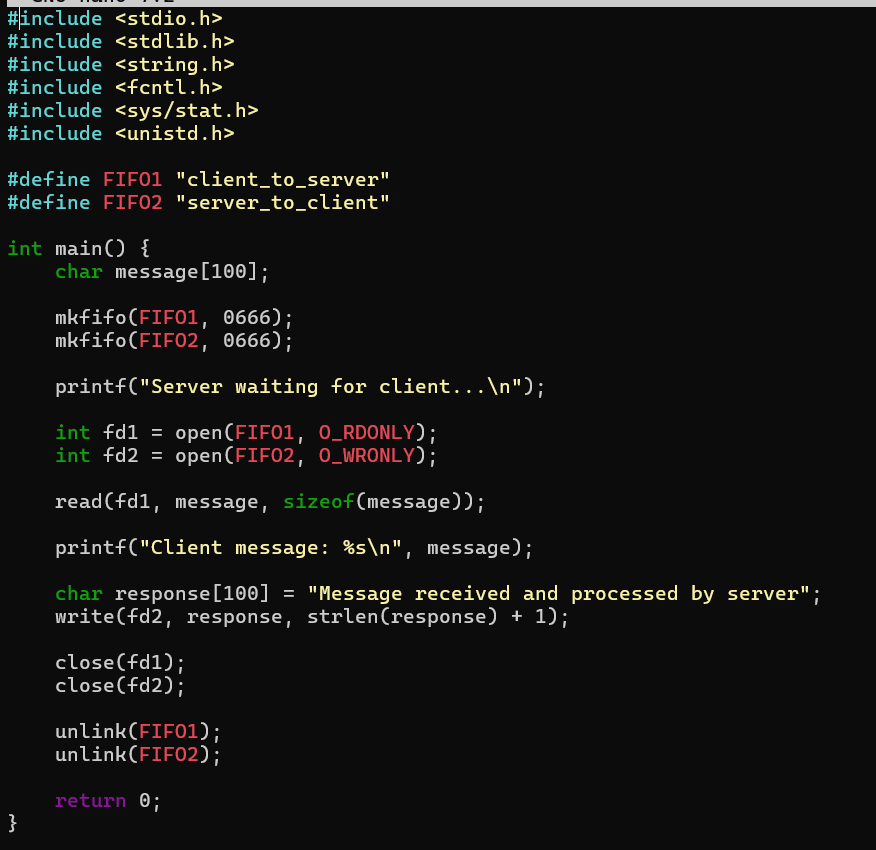 #include <stdio.h>
#include <stdlib.h>
#include <string.h>
#include <fcntl.h>
#include <sys/stat.h>
#include <unistd.h>

#define FIFO1 "client_to_server"
#define FIFO2 "server_to_client"

int main() {
    char message[100];

    mkfifo(FIFO1, 0666);
    mkfifo(FIFO2, 0666);

    printf("Server waiting for client...\n");

    int fd1 = open(FIFO1, O_RDONLY);
    int fd2 = open(FIFO2, O_WRONLY);

    read(fd1, message, sizeof(message));

    printf("Client message: %s\n", message);

    char response[100] = "Message received and processed by server";
    write(fd2, response, strlen(response) + 1);

    close(fd1);
    close(fd2);

    unlink(FIFO1);
    unlink(FIFO2);

    return 0;
}